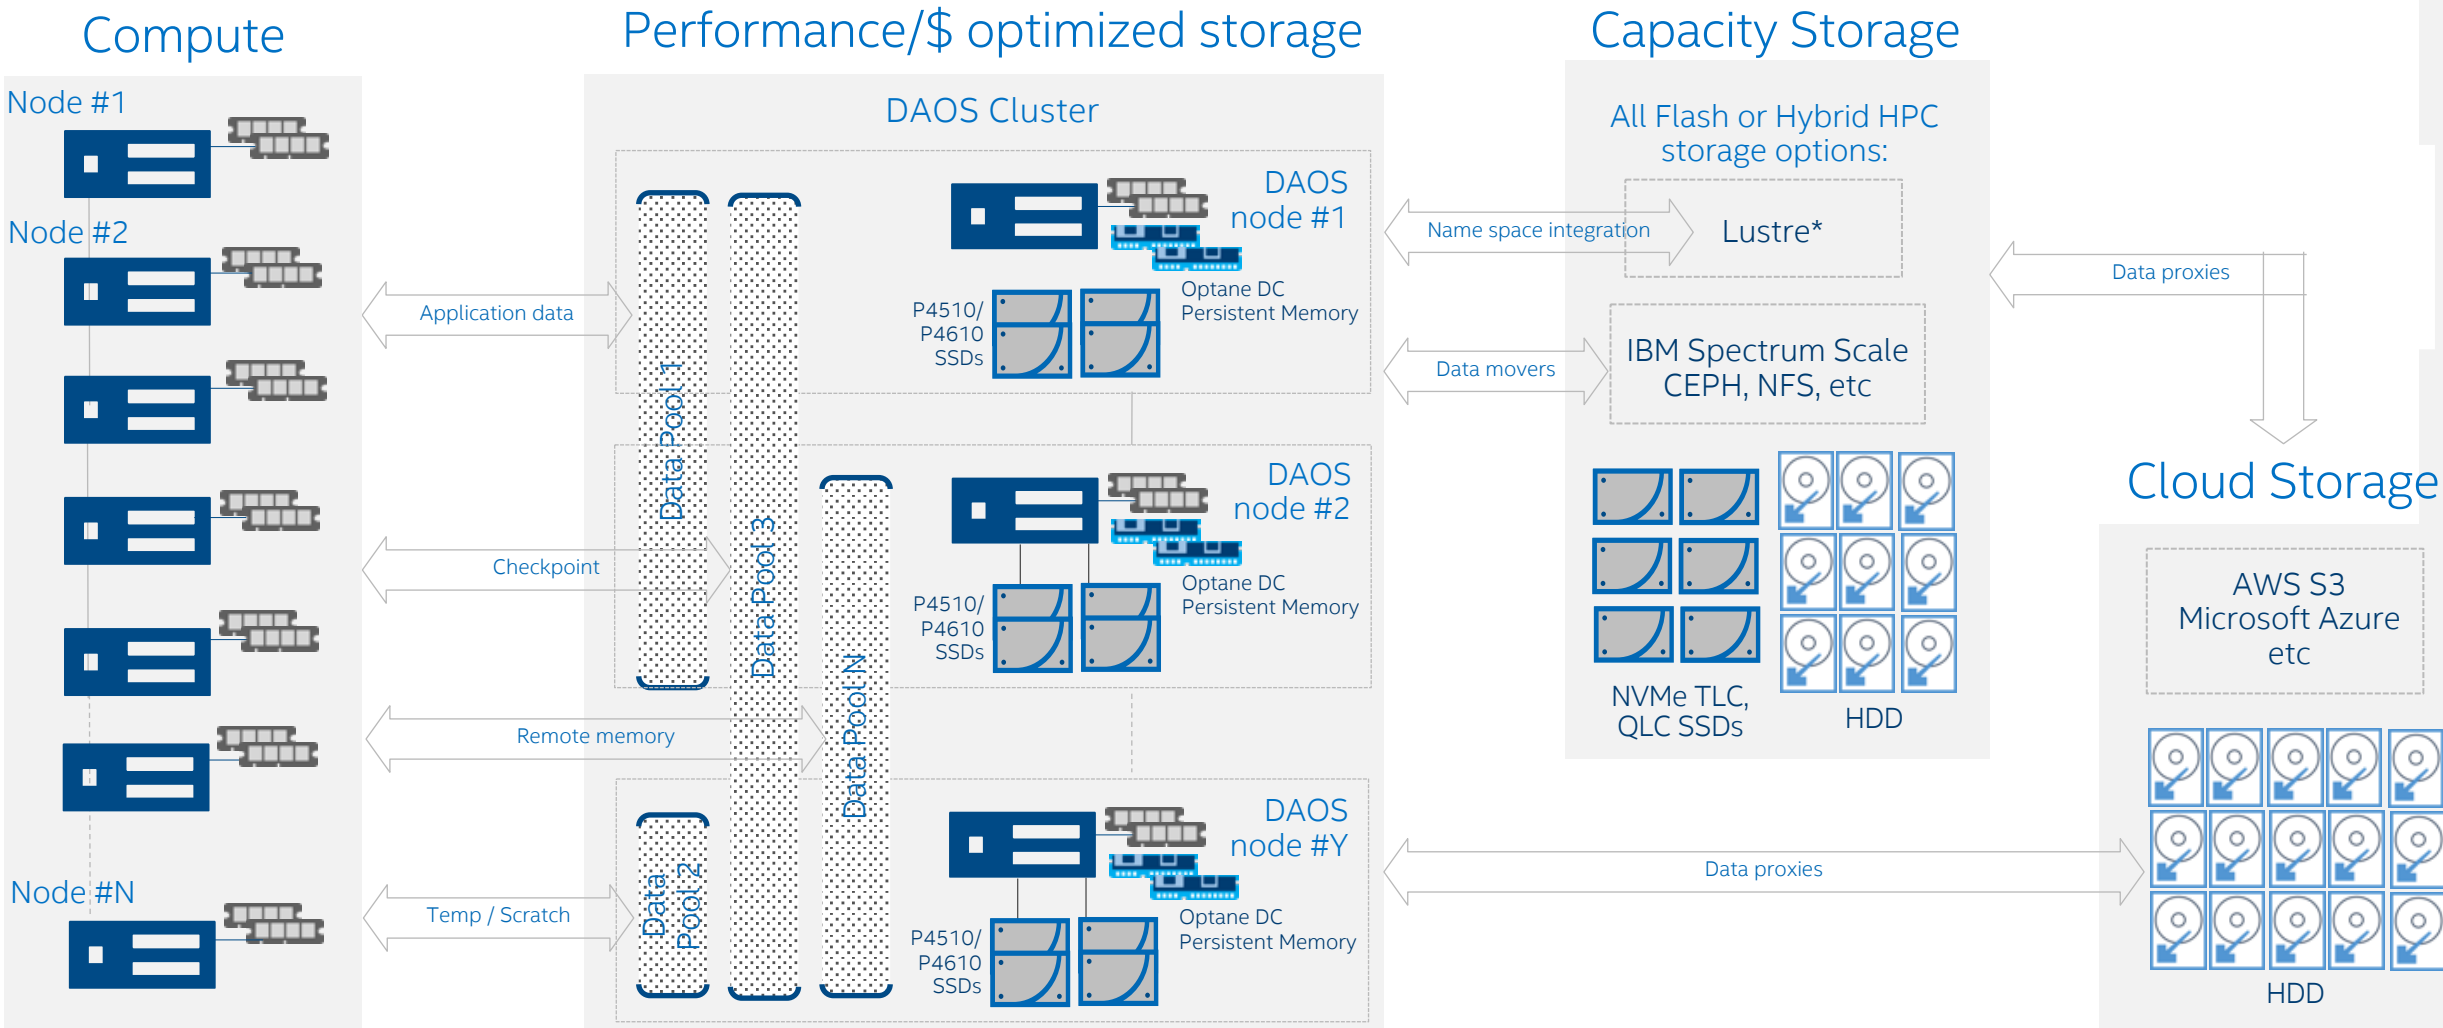 Compute
Node #1
Node #2
Node #N
Application data
Checkpoint
Remote memory
Temp / Scratch
Performance/$ optimized storage
DAOS Cluster
Data Pool 1
Data Pool 3
Data Pool N
Data
Pool 2
DAOS
node #1
P4510/
P4610
SSDs
Optane DC
Persistent Memory
DAOS
node #2
P4510/
P4610
SSDs
Optane DC
Persistent Memory
DAOS
node #Y
P4510/
P4610
SSDs
Optane DC
Persistent Memory
Name space integration
Data movers
Data proxies
Capacity Storage
All Flash or Hybrid HPC
storage options:
Lustre*
IBM Spectrum Scale
CEPH, NFS, etc
NVMe TLC,
QLC SSDs
HDD
Data proxies
Cloud Storage
AWS S3
Microsoft Azure
etc
HDD